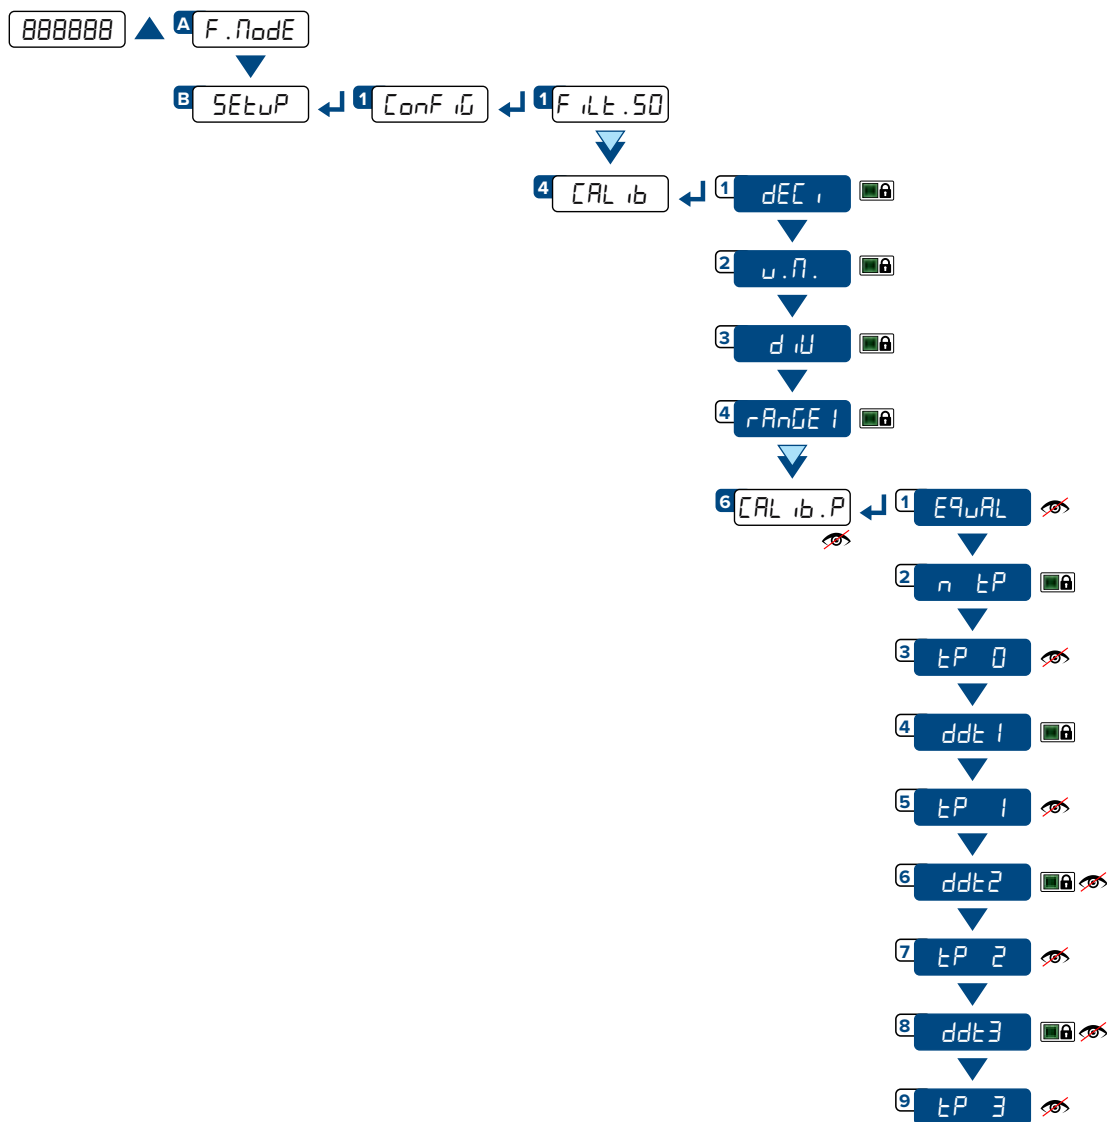 888888 A F.ModE
B SEtuP 1 ConFiG 1 FiLt.50
4 CALib 1 dECi
2 u.M.
3 diU
4 rAnGE1
6 CALib.P 1 EquAL
2 n tP
3 tP 0
4 ddt1
5 tP 1
6 ddt2
7 tP 2
8 ddt3
9 tP 3